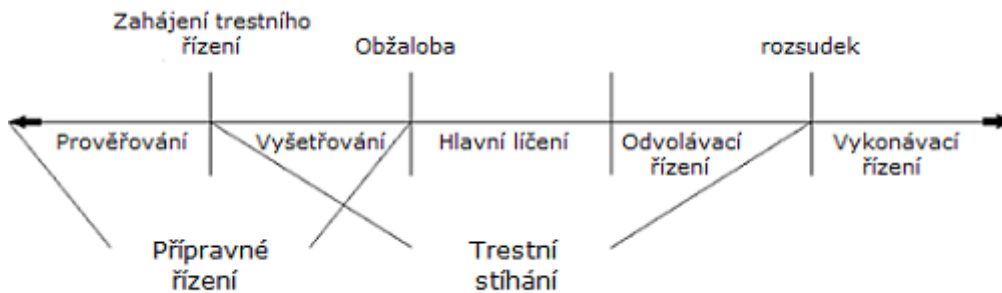 Zahájení trestního
řízení
Obžaloba
rozsudek
Prověřování
Vyšetřování
Hlavní líčení
Odvolávací
řízení
Vykonávací
řízení
Přípravné
řízení
Trestní
stíhání